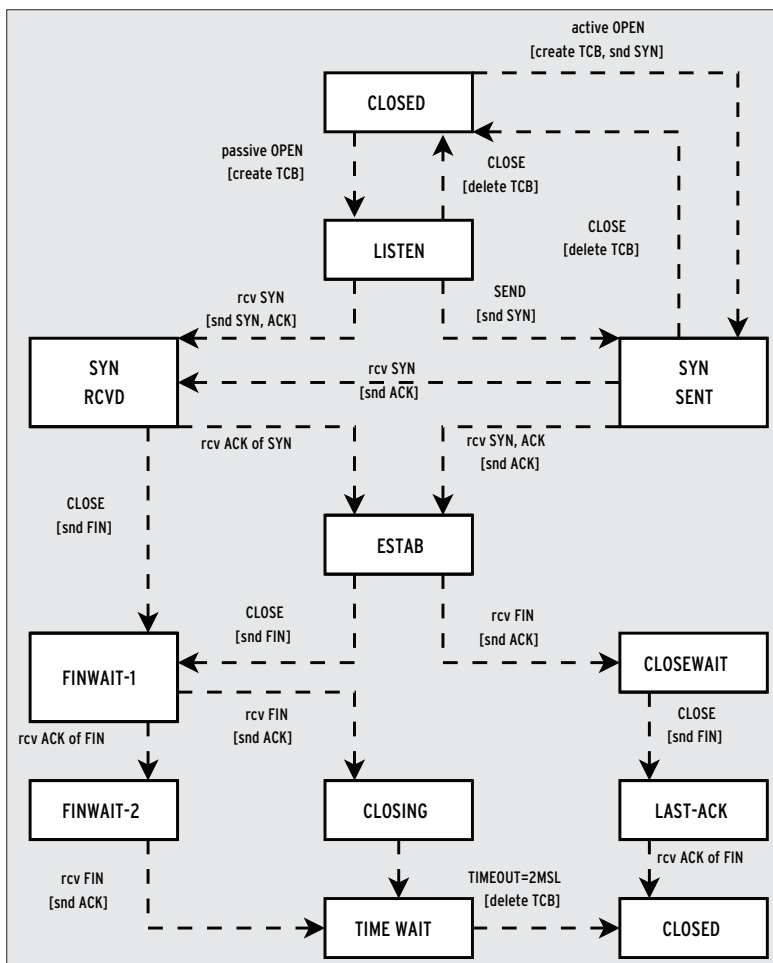 active OPEN
[create TCB, snd SYN]
CLOSED
passive OPEN
[create TCB]
CLOSE
[delete TCB]
CLOSE
[delete TCB]
LISTEN
rcv SYN
[snd SYN, ACK]
SEND
[snd SYN]
SYN
RCVD
rcv SYN
[snd ACK]
SYN
SENT
rcv ACK of SYN
rcv SYN, ACK
[snd ACK]
CLOSE
[snd FIN]
ESTAB
CLOSE
[snd FIN]
rcv FIN
[snd ACK]
FINWAIT-1
CLOSEWAIT
rcv ACK of FIN
rcv FIN
[snd ACK]
CLOSE
[snd FIN]
FINWAIT-2
CLOSING
LAST-ACK
rcv FIN
[snd ACK]
TIMEOUT=2MSL
[delete TCB]
rcv ACK of FIN
TIME WAIT
CLOSED